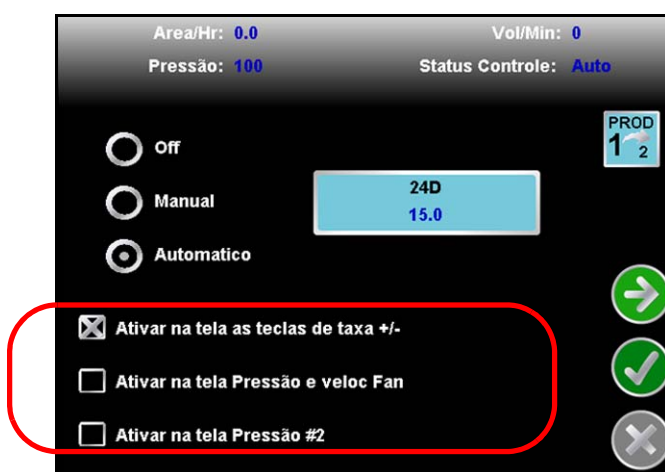 Area/Hr: 0.0 Vol/Min: 0
Pressão: 100 Status Controle: Auto
PROD
1 2
Off
24D
Manual
15.0
Automatico
Ativar na tela as teclas de taxa +/-
Ativar na tela Pressão e veloc Fan
Ativar na tela Pressão #2